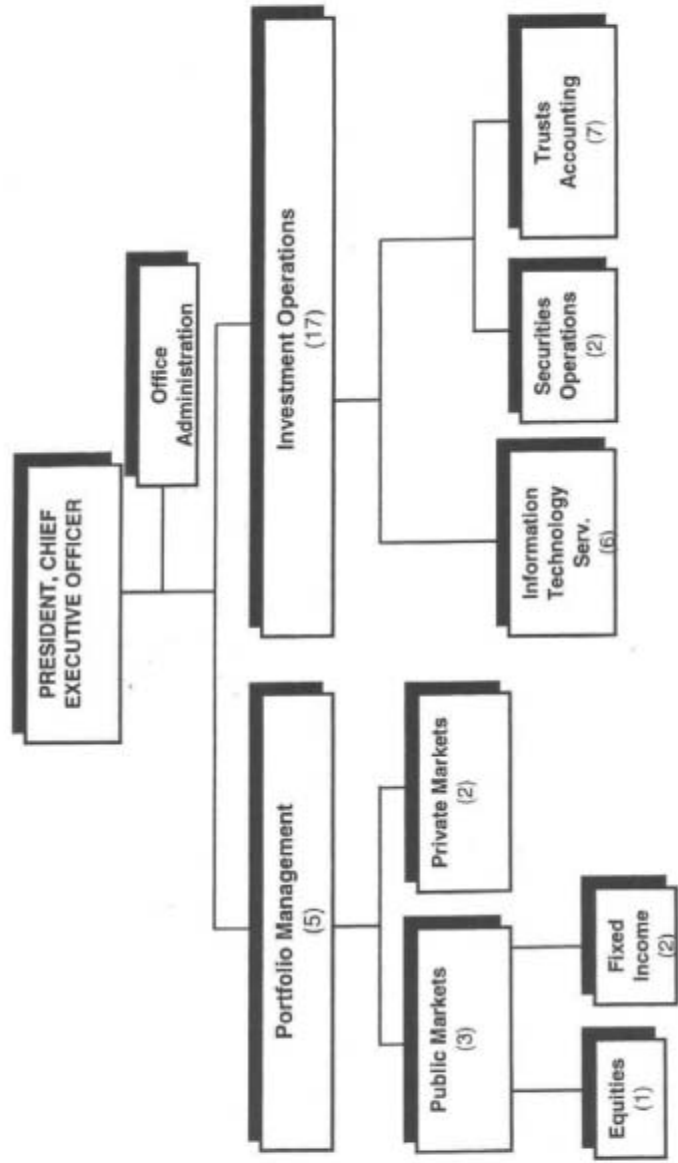 PRESIDENT, CHIEF
EXECUTIVE OFFICER
Office
Administration
Portfolio Management
(5)
Investment Operations
(17)
Public Markets
(3)
Private Markets
(2)
Information
Technology
Serv.
(6)
Securities
Operations
(2)
Trusts
Accounting
(7)
Equities
(1)
Fixed
Income
(2)